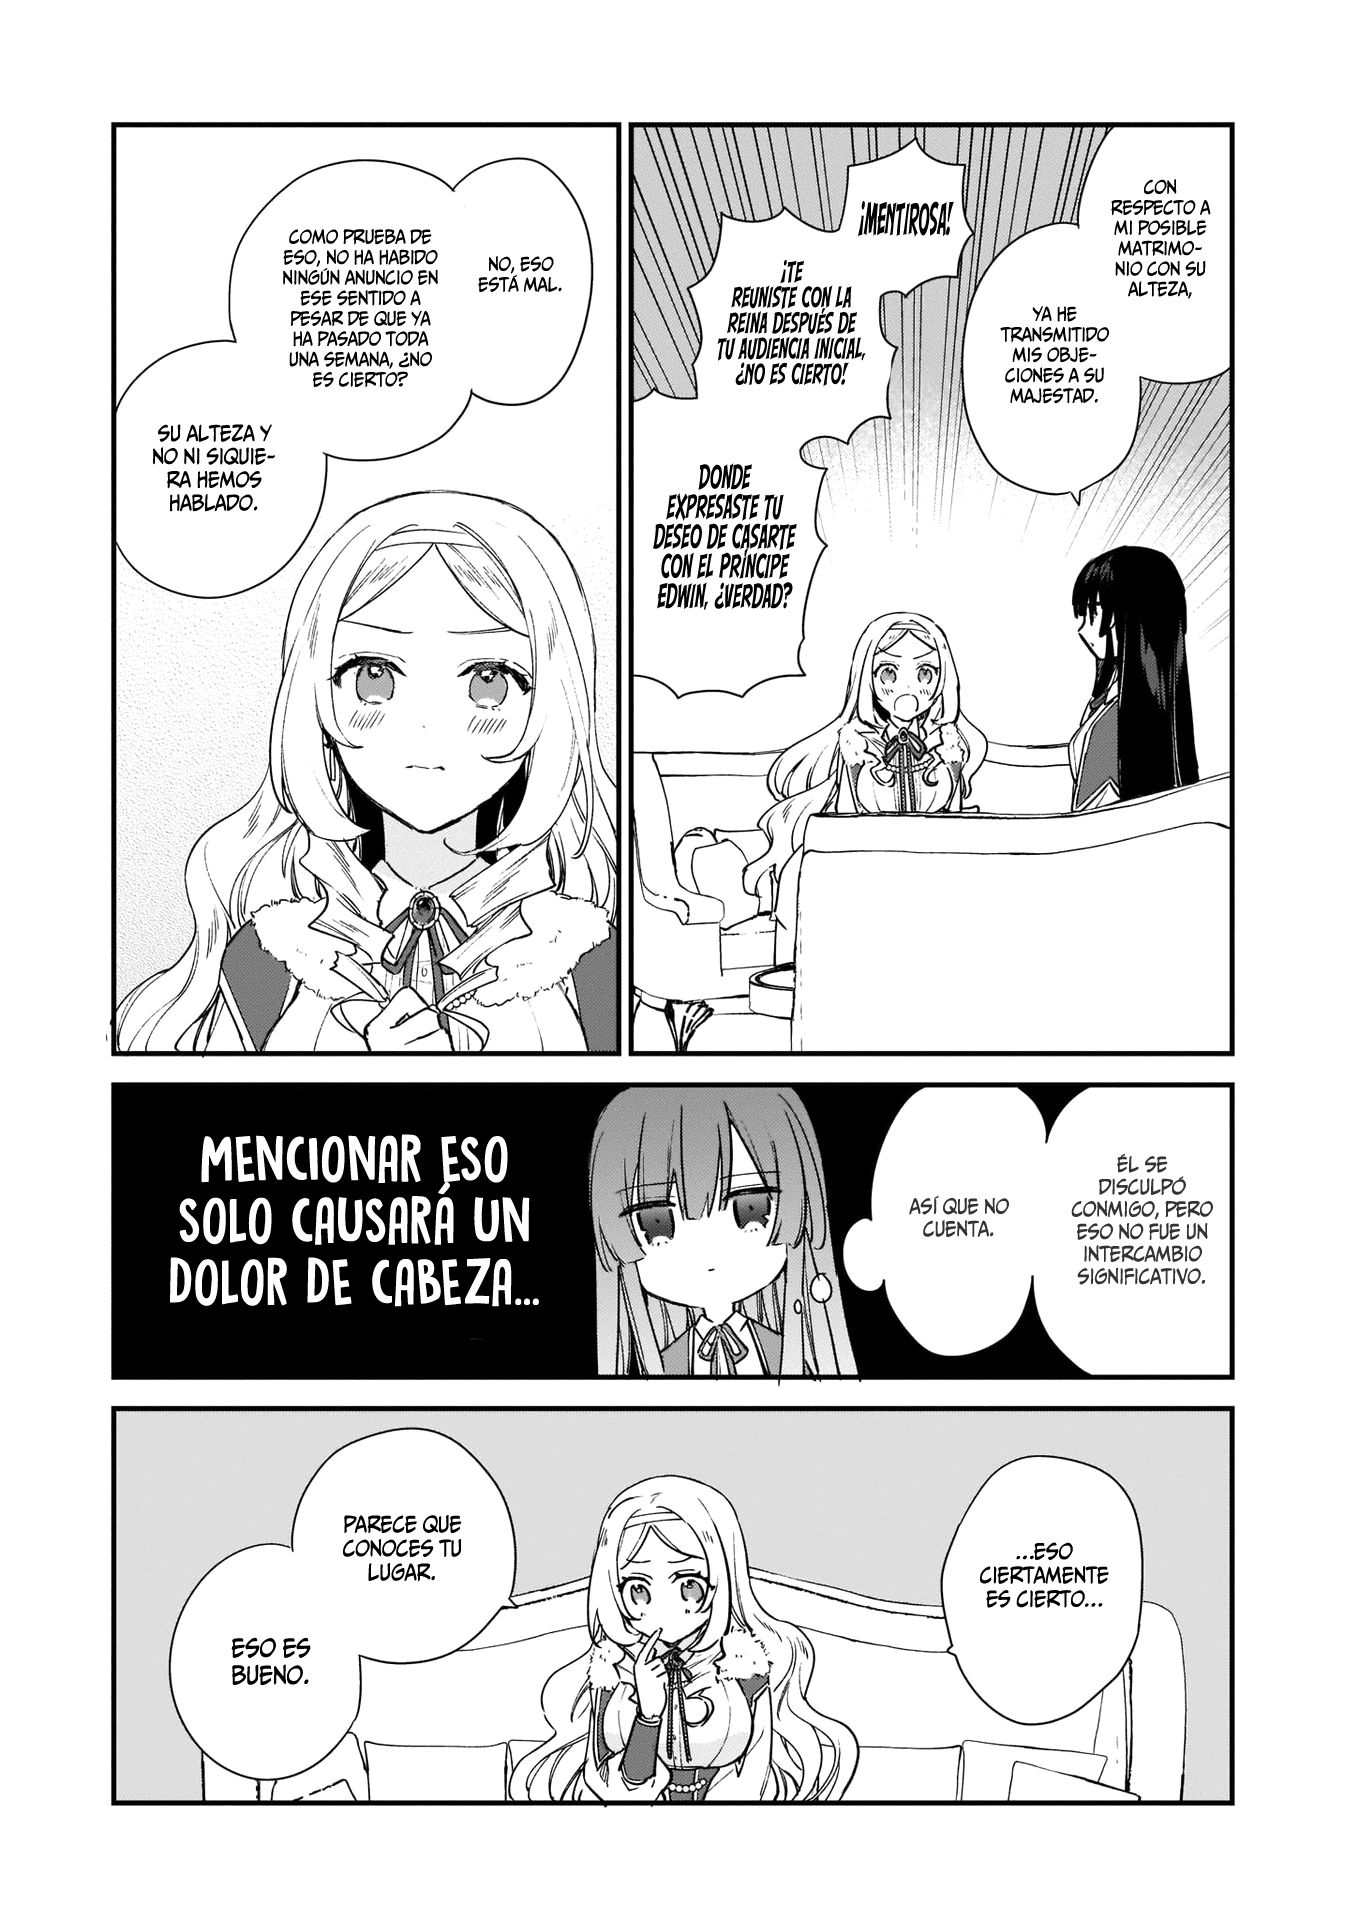 CON
RESPECTO A
MI POSIBLE
MATRIMO-
NIO CON SU
ALTEZA,
YA HE
TRANSMITIDO
MIS OBJE-
CIONES A SU
MAJESTAD.
¡MENTIROSA!
¡TE
REUNISTE CON LA
REINA DESPUÉS DE
TU AUDIENCIA INICIAL,
¿NO ES CIERTO!
DONDE
EXPRESASTE TU
DESEO DE CASARTE
CON EL PRÍNCIPE
EDWIN, ¿VERDAD?
NO, ESO
ESTÁ MAL.
COMO PRUEBA DE
ESO, NO HA HABIDO
NINGÚN ANUNCIO EN
ESE SENTIDO A
PESAR DE QUE YA
HA PASADO TODA
UNA SEMANA, ¿NO
ES CIERTO?
SU ALTEZA Y
NO NI SIQUIE-
RA HEMOS
HABLADO.
ÉL SE
DISCULPÓ
CONMIGO, PERO
ESO NO FUE UN
INTERCAMBIO
SIGNIFICATIVO.
ASÍ QUE NO
CUENTA.
MENCIONAR ESO
SOLO CAUSARÁ UN
DOLOR DE CABEZA...
...ESO
CIERTAMENTE
ES CIERTO...
PARECE QUE
CONOCES TU
LUGAR.
ESO ES
BUENO.